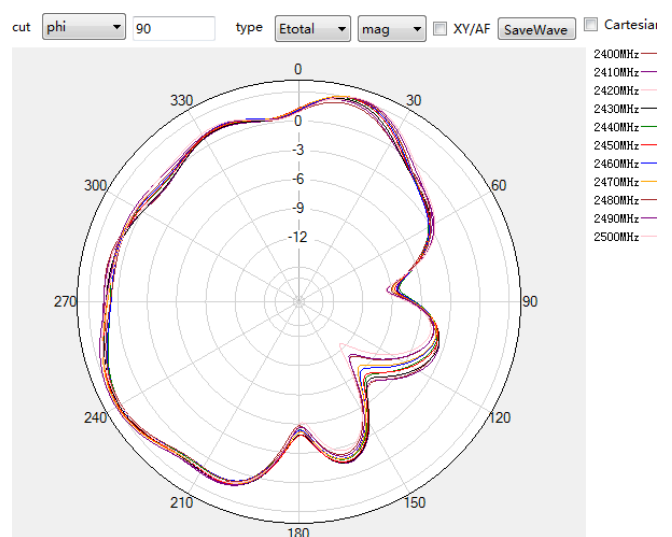 cut phi 90 type Etotal mag XY/AF SaveWave Cartesian
2400MHz
2410MHz
2420MHz
2430MHz
2440MHz
2450MHz
2460MHz
2470MHz
2480MHz
2490MHz
2500MHz
0
330 30
0
-3
300 -6 60
-9
-12
270 90
240 120
210 150
180